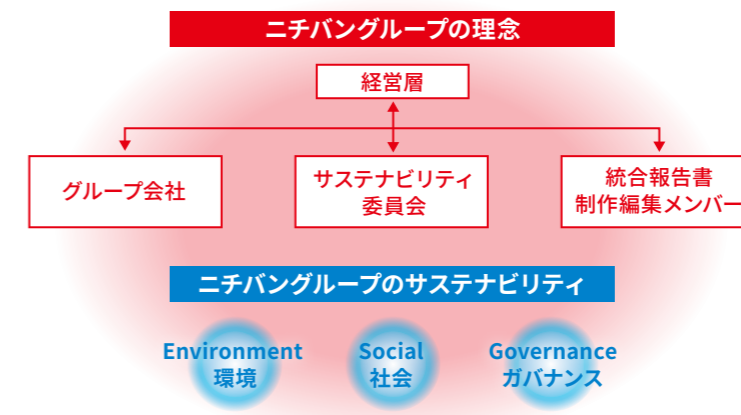 ニチバングループの理念
経営層
グループ会社
サステナビリティ
委員会
統合報告書
制作編集メンバー
ニチバングループのサステナビリティ
Environment
環境
Social
社会
Governance
ガバナンス